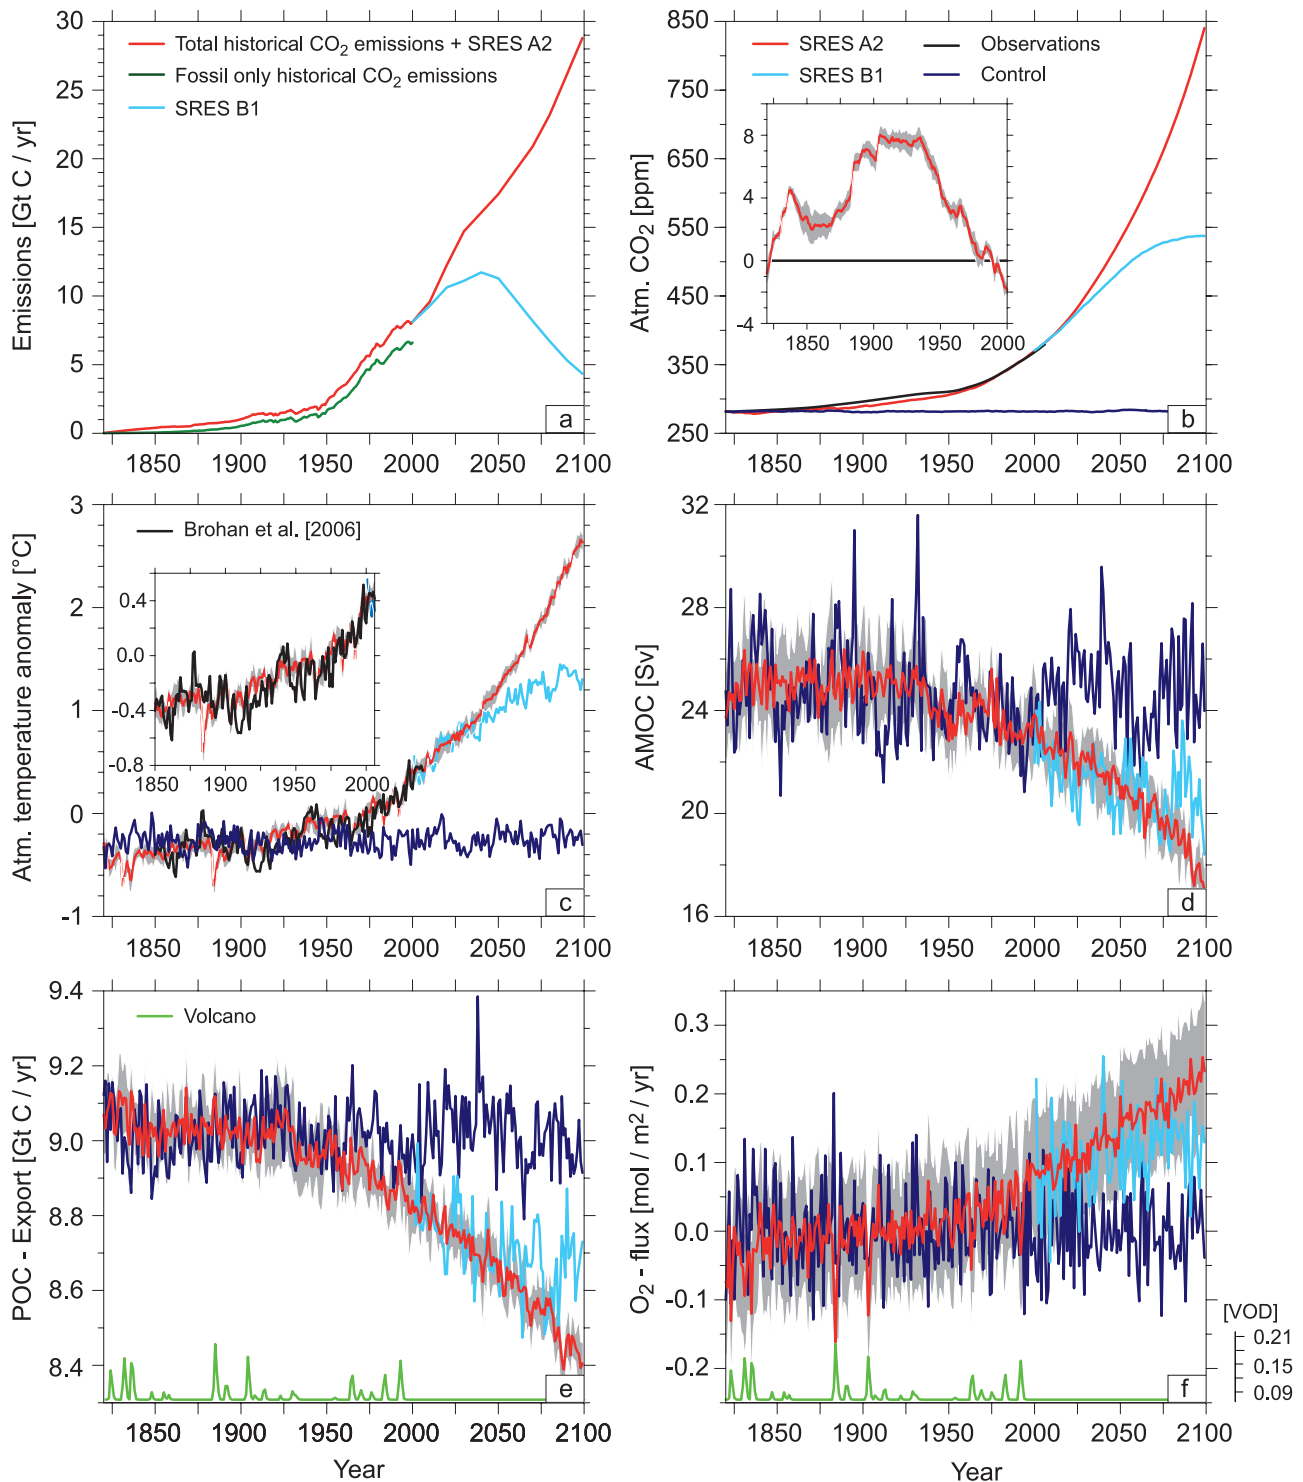 30
25
20
15
10
5
0
Emissions [Gt C / yr]
Total historical CO2 emissions + SRES A2
Fossil only historical CO2 emissions
SRES B1
a
1850 1900 1950 2000 2050 2100
850
750
650
550
450
350
250
Atm. CO2 [ppm]
SRES A2
SRES B1
Observations
Control
8
4
0
-4
1850 1900 1950 2000
b
1850 1900 1950 2000 2050 2100
3
2
1
0
-1
Atm. temperature anomaly [°C]
Brohan et al. [2006]
0.4
0.0
-0.4
-0.8
1850 1900 1950 2000
c
1850 1900 1950 2000 2050 2100
32
28
24
20
16
AMOC [Sv]
d
1850 1900 1950 2000 2050 2100
9.4
9.2
9.0
8.8
8.6
8.4
POC - Export [Gt C / yr]
Volcano
e
1850 1900 1950 2000 2050 2100
Year
0.3
0.2
0.1
0.0
-0.1
-0.2
O2 - flux [mol / m2 / yr]
f
[VOD]
0.21
0.15
0.09
1850 1900 1950 2000 2050 2100
Year